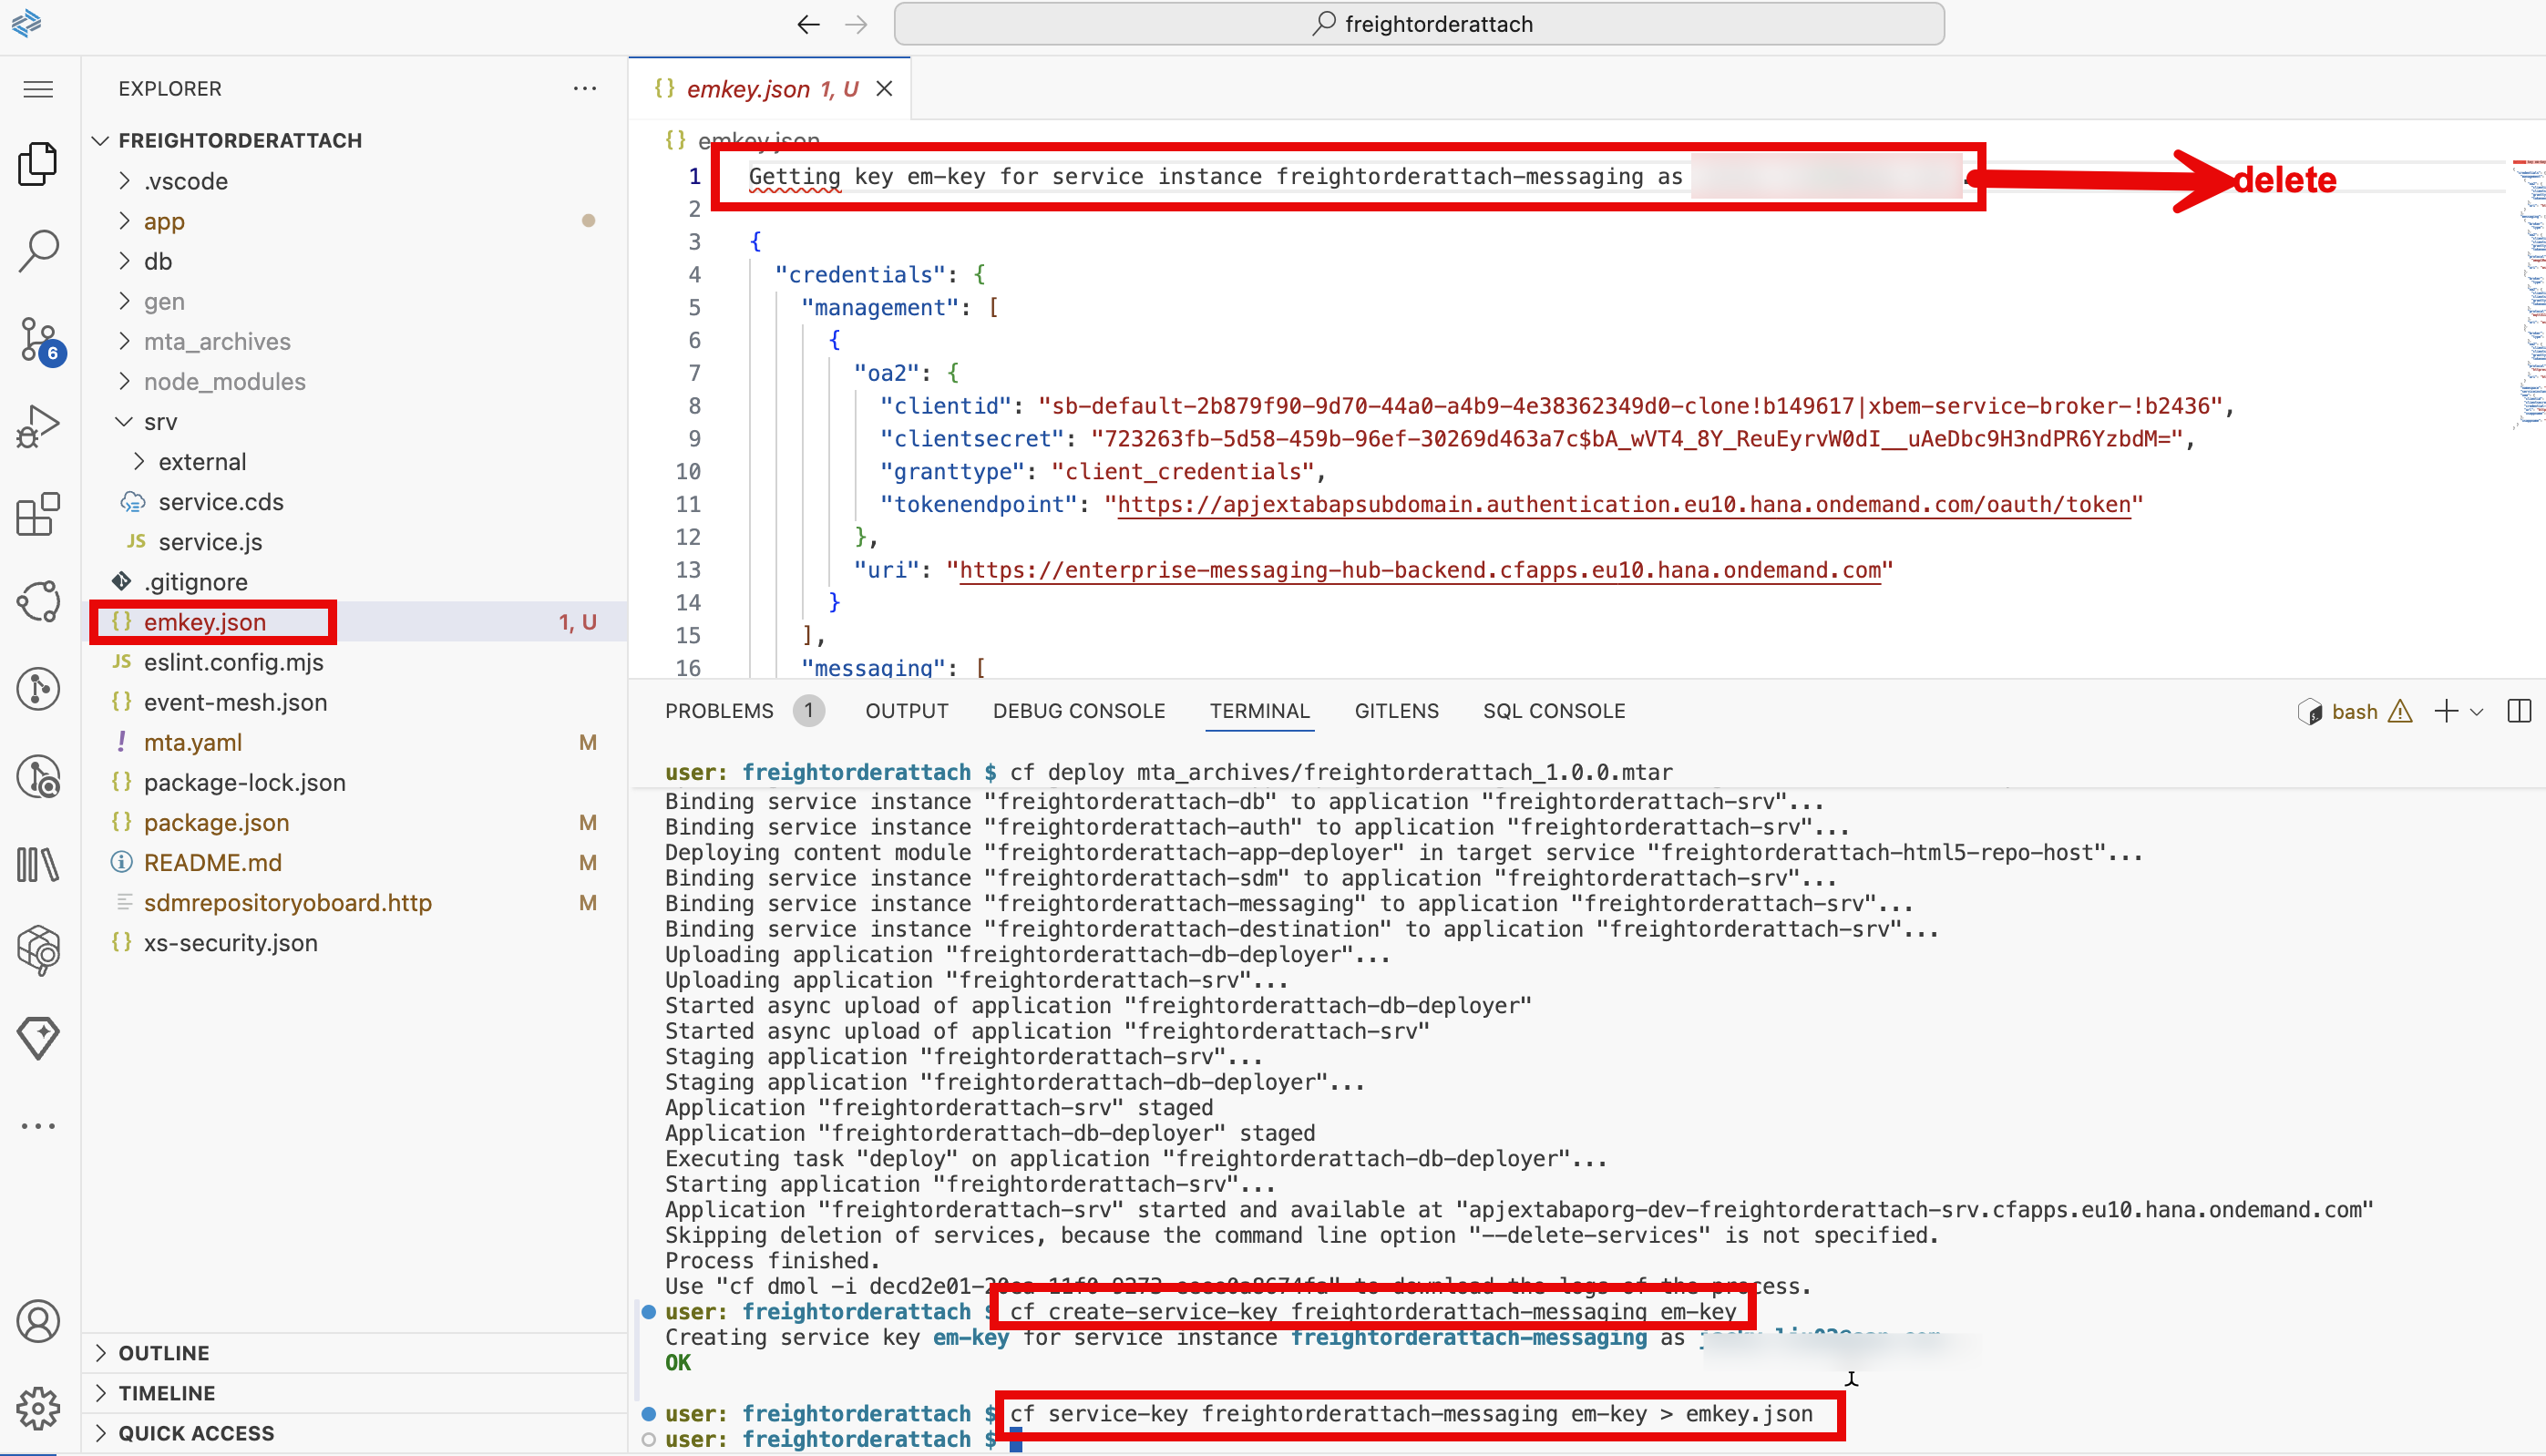 freightorderattach
EXPLORER
FREIGHTORDERATTACH
.vscode
app
db
gen
mta_archives
node_modules
srv
external
service.cds
JS service.js
.gitignore
{} emkey.json 1, U
JS eslint.config.mjs
{} event-mesh.json
! mta.yaml M
{} package-lock.json
{} package.json M
README.md M
sdmrepositoryoboard.http M
{} xs-security.json
OUTLINE
TIMELINE
QUICK ACCESS
6
{} emkey.json 1, U
{} emkey.json
1 Getting key em-key for service instance freightorderattach-messaging as
delete
2
3 {
4 "credentials": {
5 "management": [
6 {
7 "oa2": {
8 "clientid": "sb-default-2b879f90-9d70-44a0-a4b9-4e38362349d0-clone!b149617|xbem-service-broker-!b2436",
9 "clientsecret": "723263fb-5d58-459b-96ef-30269d463a7c$bA_wVT4_8Y_ReuEyrvW0dI__uAeDbc9H3ndPR6YzbdM=",
10 "granttype": "client_credentials",
11 "tokenendpoint": "https://apjextabapsubdomain.authentication.eu10.hana.ondemand.com/oauth/token"
12 },
13 "uri": "https://enterprise-messaging-hub-backend.cfapps.eu10.hana.ondemand.com"
14 }
15 ],
16 "messaging": [
PROBLEMS 1 OUTPUT DEBUG CONSOLE TERMINAL GITLENS SQL CONSOLE
bash
user: freightorderattach $ cf deploy mta_archives/freightorderattach_1.0.0.mtar
Binding service instance "freightorderattach-db" to application "freightorderattach-srv"...
Binding service instance "freightorderattach-auth" to application "freightorderattach-srv"...
Deploying content module "freightorderattach-app-deployer" in target service "freightorderattach-html5-repo-host"...
Binding service instance "freightorderattach-sdm" to application "freightorderattach-srv"...
Binding service instance "freightorderattach-messaging" to application "freightorderattach-srv"...
Binding service instance "freightorderattach-destination" to application "freightorderattach-srv"...
Uploading application "freightorderattach-db-deployer"...
Uploading application "freightorderattach-srv"...
Started async upload of application "freightorderattach-db-deployer"
Started async upload of application "freightorderattach-srv"
Staging application "freightorderattach-srv"...
Staging application "freightorderattach-db-deployer"...
Application "freightorderattach-srv" staged
Application "freightorderattach-db-deployer" staged
Executing task "deploy" on application "freightorderattach-db-deployer"...
Starting application "freightorderattach-srv"...
Application "freightorderattach-srv" started and available at "apjextabaporg-dev-freightorderattach-srv.cfapps.eu10.hana.ondemand.com"
Skipping deletion of services, because the command line option "--delete-services" is not specified.
Process finished.
Use "cf dmol -i to download the logs of the process.
user: freightorderattach $ cf create-service-key freightorderattach-messaging em-key
Creating service key em-key for service instance freightorderattach-messaging as
OK
user: freightorderattach $ cf service-key freightorderattach-messaging em-key > emkey.json
user: freightorderattach $